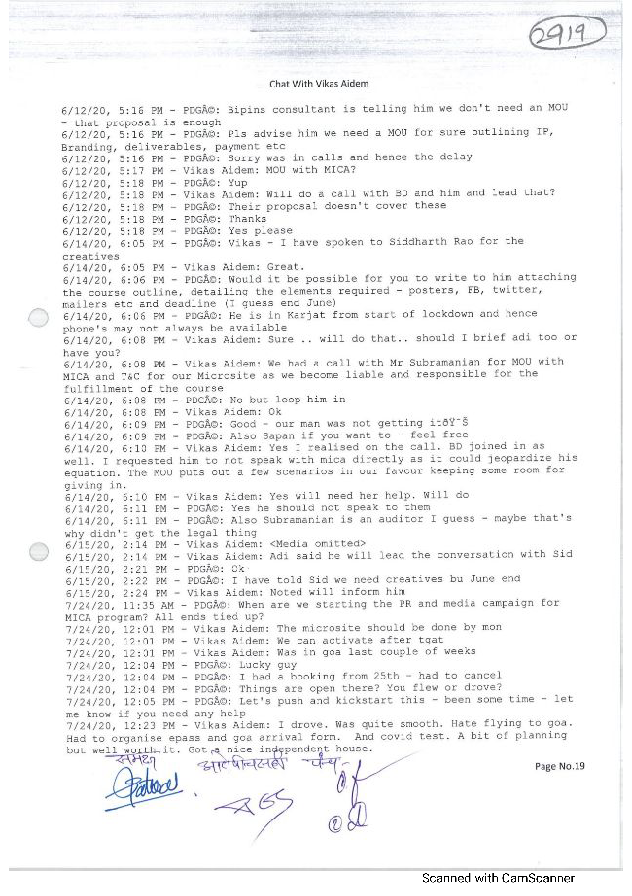 2919
Chat With Vikas Aidem
6/12/20, 5:16 PM - PDGÂ©: Bipins consultant is telling him we don't need an MOU
- that proposal is enough
6/12/20, 5:16 PM - PDGÂ©: Pls advise him we need a MOU for sure outlining IP,
Branding, deliverables, payment etc
6/12/20, 5:16 PM - PDGÂ©: Sorry was in calls and hence the delay
6/12/20, 5:17 PM - Vikas Aidem: MOU with MICA?
6/12/20, 5:18 PM - PDGÂ©: Yup
6/12/20, 5:18 PM - Vikas Aidem: Will do a call with BD and him and lead that?
6/12/20, 5:18 PM - PDGÂ©: Their proposal doesn't cover these
6/12/20, 5:18 PM - PDGÂ©: Thanks
6/12/20, 5:18 PM - PDGÂ©: Yes please
6/14/20, 6:05 PM - PDGÂ©: Vikas - I have spoken to Siddharth Rao for the
creatives
6/14/20, 6:05 PM - Vikas Aidem: Great.
6/14/20, 6:06 PM - PDGÂ©: Would it be possible for you to write to him attaching
the course outline, detailing the elements required - posters, FB, twitter,
mailers etc and deadline (I guess end June)
6/14/20, 6:06 PM - PDGÂ©: He is in Karjat from start of lockdown and hence
phone's may not always be available
6/14/20, 6:08 PM - Vikas Aidem: Sure .. will do that.. should I brief adi too or
have you?
6/14/20, 6:08 PM - Vikas Aidem: We had a call with Mr Subramanian for MOU with
MICA and T&C for our Microsite as we become liable and responsible for the
fulfillment of the course
6/14/20, 6:08 PM - PDGÂ©: No but loop him in
6/14/20, 6:08 PM - Vikas Aidem: Ok
6/14/20, 6:09 PM - PDGÂ©: Good - our man was not getting itðŸ˜Š
6/14/20, 6:09 PM - PDGÂ©: Also Sapan if you want to feel free
6/14/20, 6:10 PM - Vikas Aidem: Yes I realised on the call. BD joined in as
well. I requested him to not speak with mica directly as it could jeopardize his
equation. The MOU puts out a few scenarios in our favour keeping some room for
giving in.
6/14/20, 6:10 PM - Vikas Aidem: Yes will need her help. Will do
6/14/20, 6:11 PM - PDGÂ©: Yes he should not speak to them
6/14/20, 6:11 PM - PDGÂ©: Also Subramanian is an auditor I guess - maybe that's
why didn't get the legal thing
6/15/20, 2:14 PM - Vikas Aidem: <Media omitted>
6/15/20, 2:14 PM - Vikas Aidem: Adi said he will lead the conversation with Sid
6/15/20, 2:21 PM - PDGÂ©: Ok
6/15/20, 2:22 PM - PDGÂ©: I have told Sid we need creatives bu June end
6/15/20, 2:24 PM - Vikas Aidem: Noted will inform him
7/24/20, 11:35 AM - PDGÂ©: When are we starting the PR and media campaign for
MICA program? All ends tied up?
7/24/20, 12:01 PM - Vikas Aidem: The microsite should be done by mon
7/24/20, 12:01 PM - Vikas Aidem: We can activate after tgat
7/24/20, 12:01 PM - Vikas Aidem: Was in goa last couple of weeks
7/24/20, 12:04 PM - PDGÂ©: Lucky guy
7/24/20, 12:04 PM - PDGÂ©: I had a booking from 25th - had to cancel
7/24/20, 12:04 PM - PDGÂ©: Things are open there? You flew or drove?
7/24/20, 12:05 PM - PDGÂ©: Let's push and kickstart this - been some time - let
me know if you need any help
7/24/20, 12:23 PM - Vikas Aidem: I drove. Was quite smooth. Hate flying to goa.
Had to organise epass and goa arrival form. And covid test. A bit of planning
but well worth it. Got a nice independent house.
समक्ष
पंच
Page No.19
Scanned with CamScanner